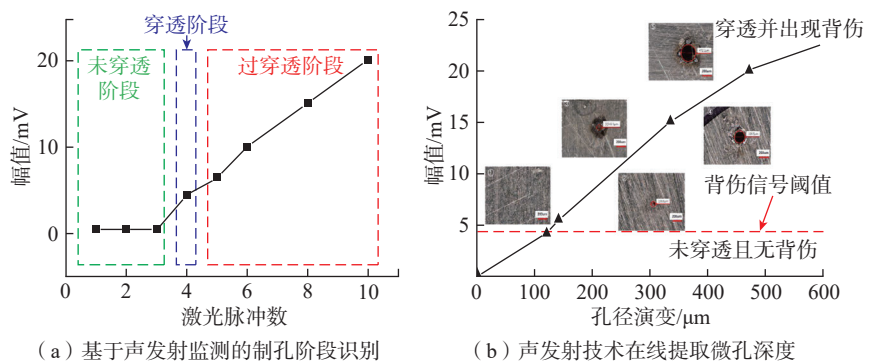 穿透阶段
20
未穿透
阶段
过穿透阶段
10
0
幅值/mV
0
2
4
6
8
10
激光脉冲数
(a)基于声发射监测的制孔阶段识别
25
20
15
10
5
幅值/mV
穿透并出现背伤
背伤信号阈值
未穿透且无背伤
0
100
200
300
400
500
600
孔径演变/μm
(b)声发射技术在线提取微孔深度